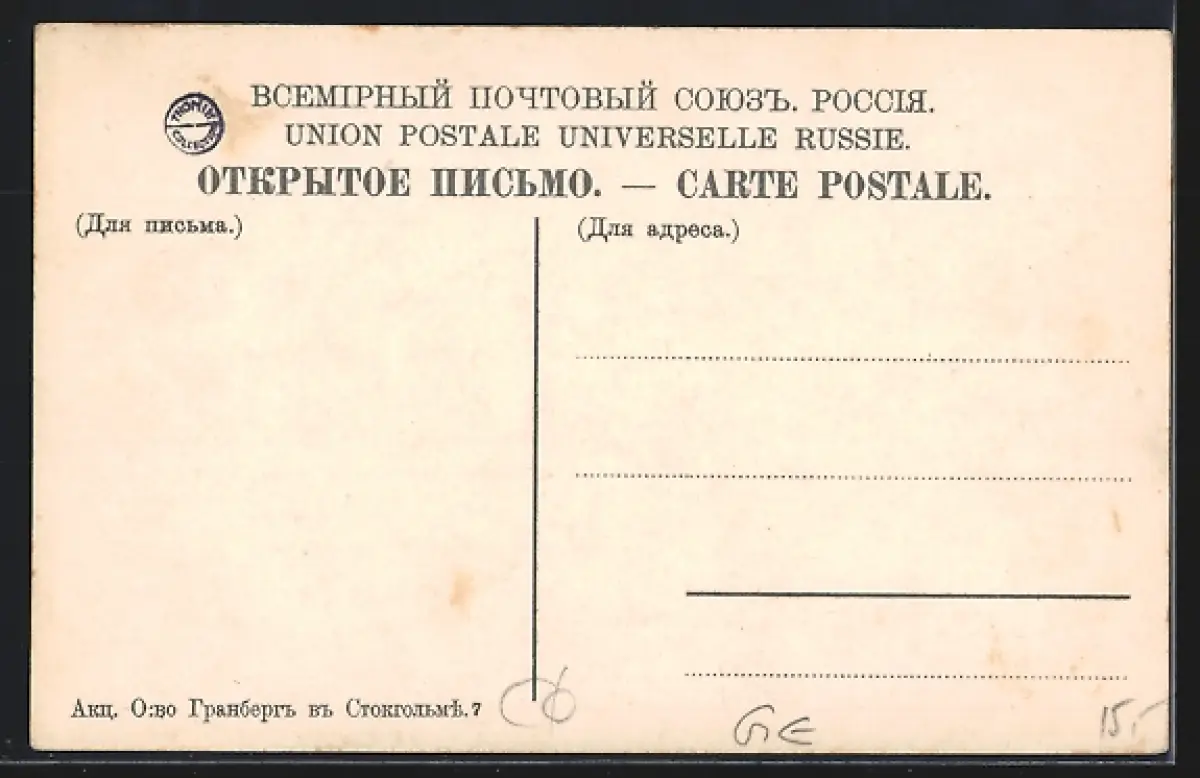 ВСЕМІРНЫЙ ПОЧТОВЫЙ СОЮЗЪ. РОССІЯ.
UNION POSTALE UNIVERSELLE RUSSIE.
ОТКРЫТОЕ ПИСЬМО. — CARTE POSTALE.
(Для письма.)
(Для адреса.)
Акц. О:во Гранбергъ въ Стокгольмѣ. 7
15.-